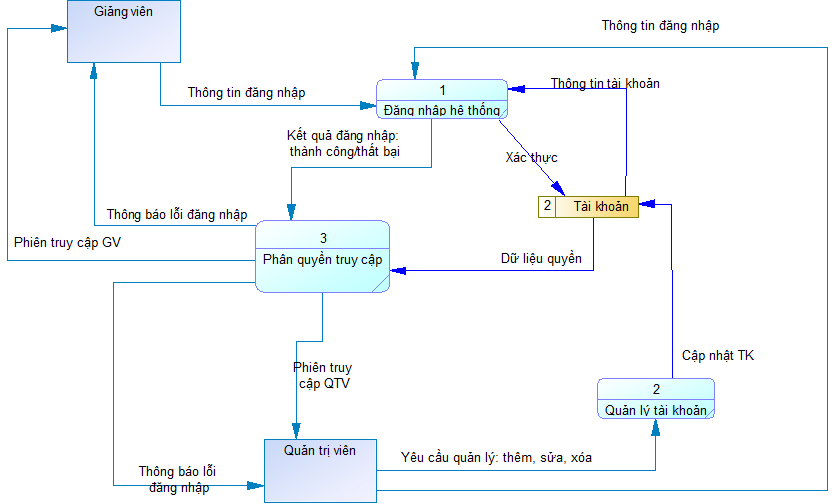 Giảng viên
Thông tin đăng nhập
Thông tin đăng nhập
1
Đăng nhập hệ thống
Thông tin tài khoản
Kết quả đăng nhập:
thành công/thất bại
Xác thực
2 Tài khoản
Thông báo lỗi đăng nhập
Phiên truy cập GV
3
Phân quyền truy cập
Dữ liệu quyền
Phiên truy
cập QTV
Cập nhật TK
2
Quản lý tài khoản
Quản trị viên
Yêu cầu quản lý: thêm, sửa, xóa
Thông báo lỗi
đăng nhập